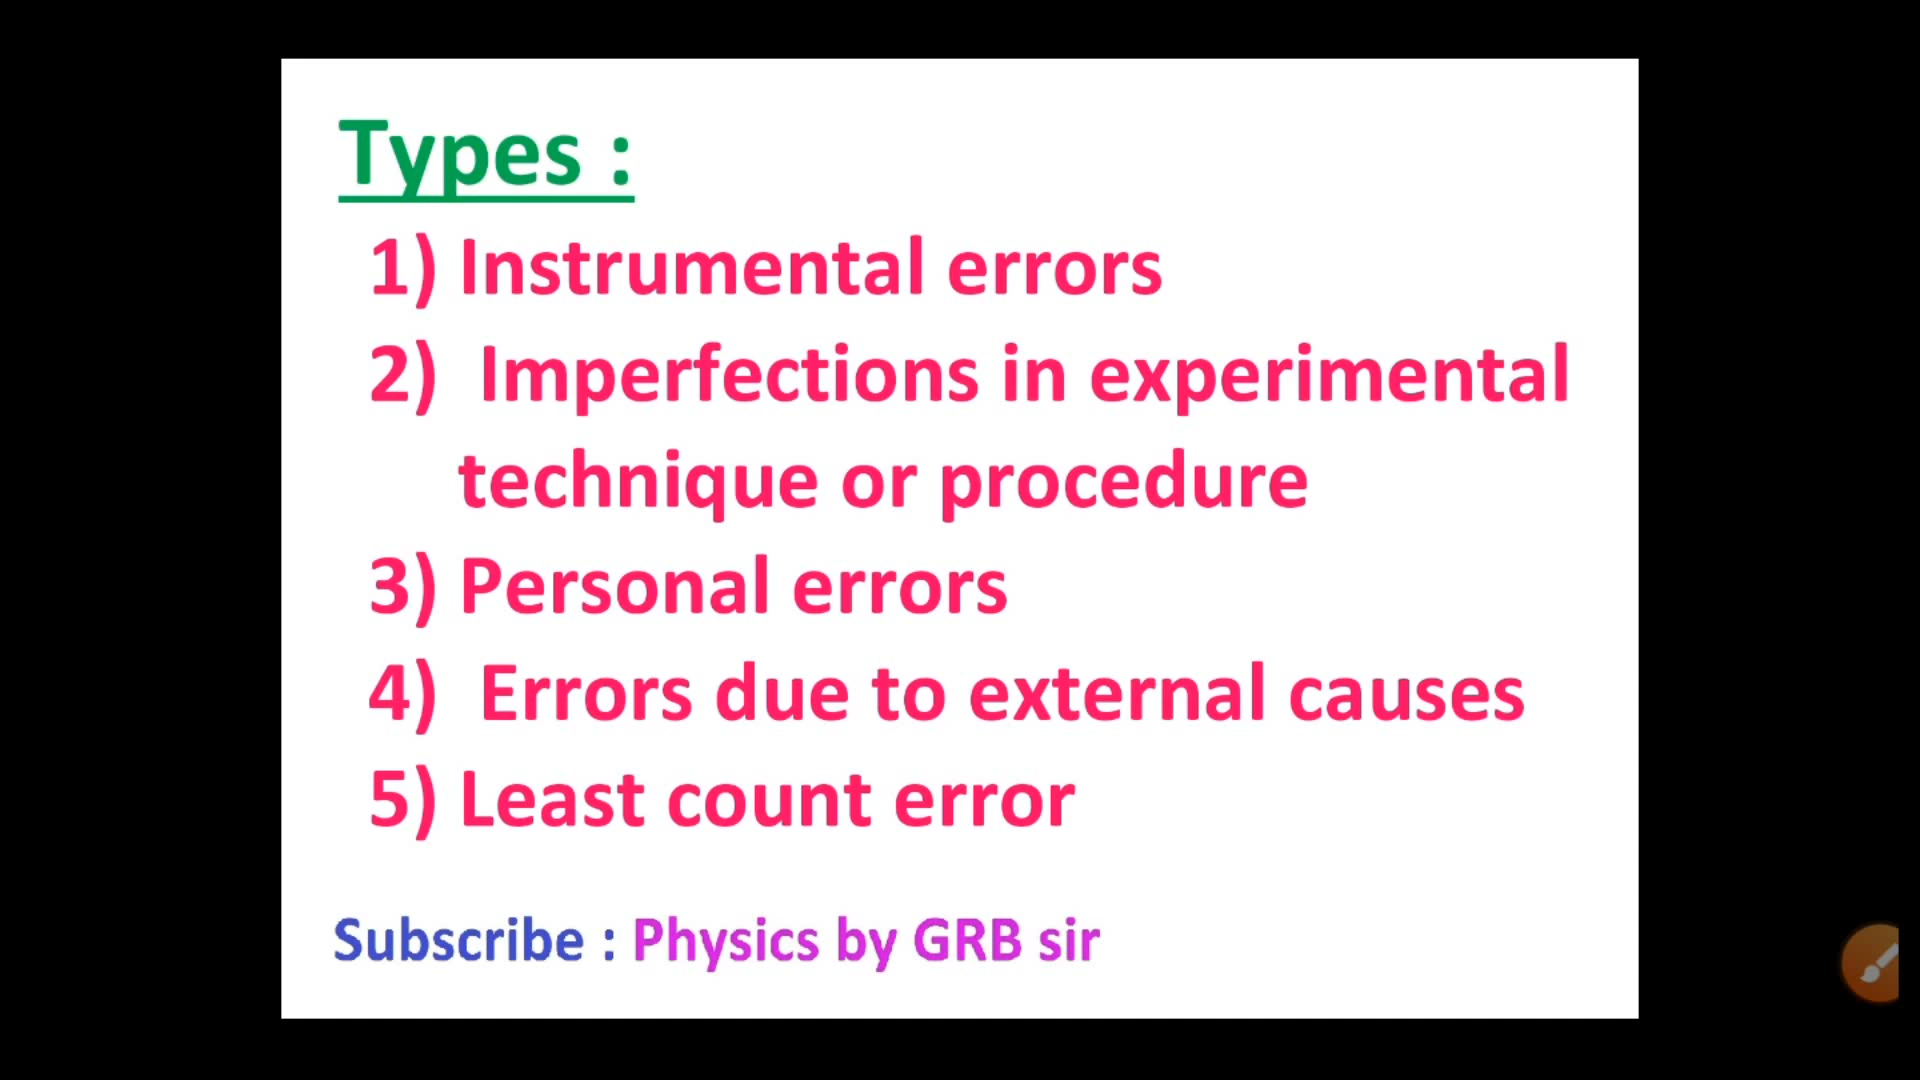 Types :
1) Instrumental errors
2) Imperfections in experimental
technique or procedure
3) Personal errors
4) Errors due to external causes
5) Least count error
Subscribe : Physics by GRB sir